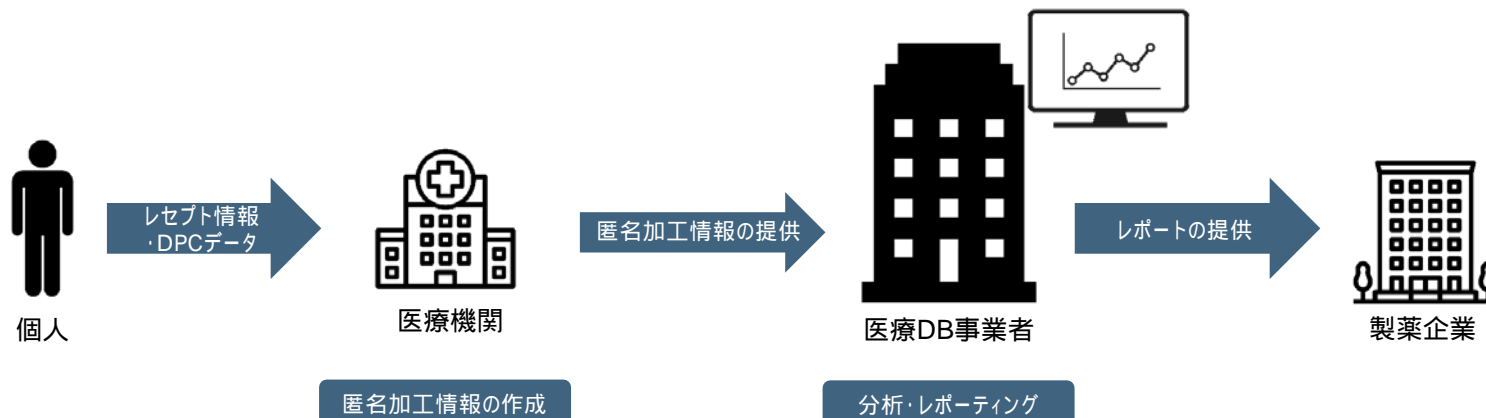 レセプト情報
・DPCデータ
匿名加工情報の提供
レポートの提供
個人
医療機関
医療DB事業者
製薬企業
匿名加工情報の作成
分析・レポーティング